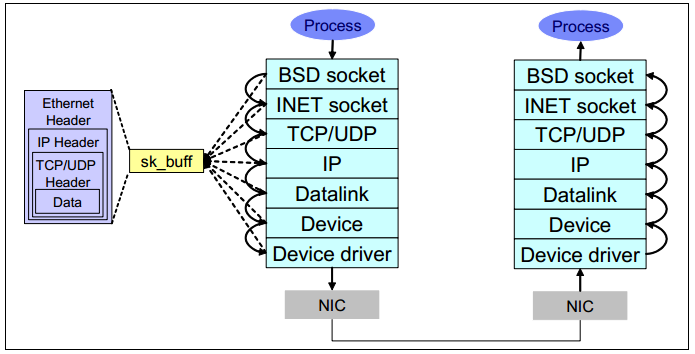 Process
Process
BSD socket
INET socket
TCP/UDP
IP
Datalink
Device
Device driver
NIC
BSD socket
INET socket
TCP/UDP
IP
Datalink
Device
Device driver
NIC
sk_buff
Ethernet
Header
IP Header
TCP/UDP
Header
Data